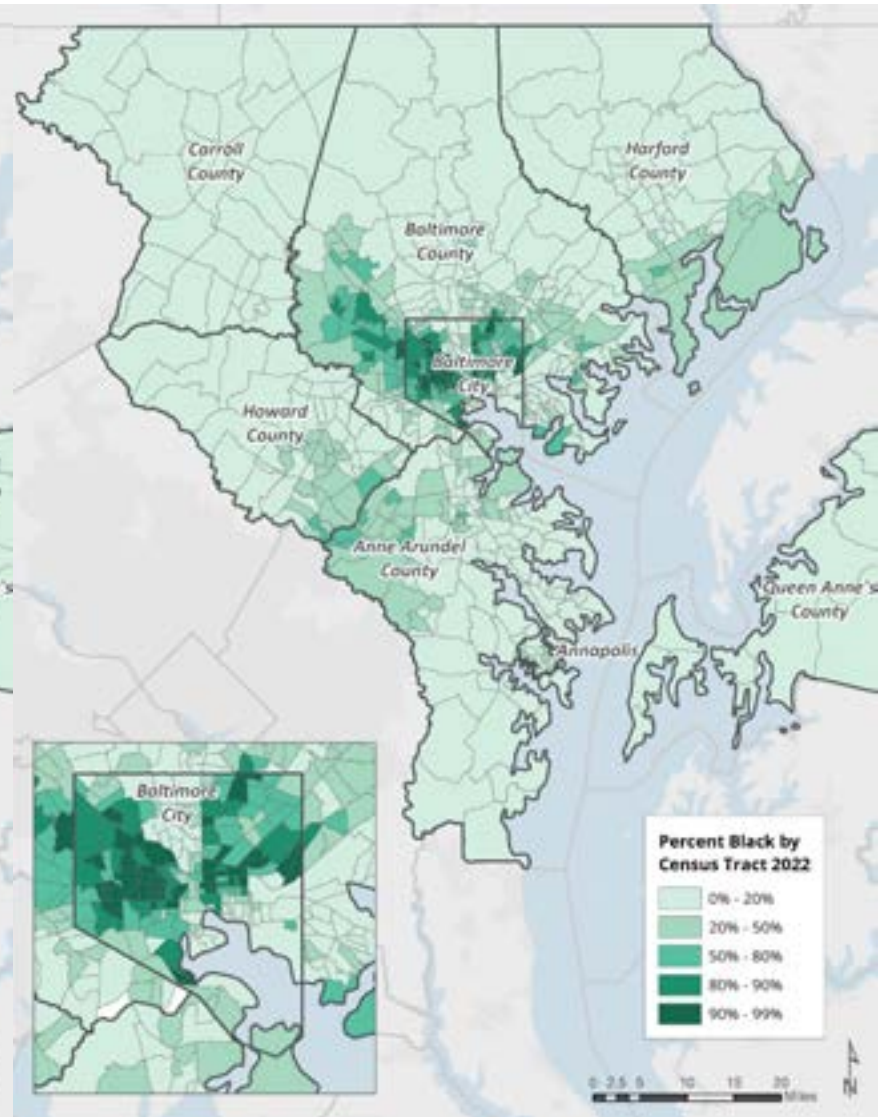 Carroll
County
Harford
County
Baltimore
County
Baltimore
City
Howard
County
Anne Arundel
County
Queen Anne's
County
's
Annapolis
Baltimore
City
Percent Black by
Census Tract 2022
0% - 20%
20% - 50%
50% - 80%
80% - 90%
90% - 99%
N
0 2.5 5 10 15 20
Miles